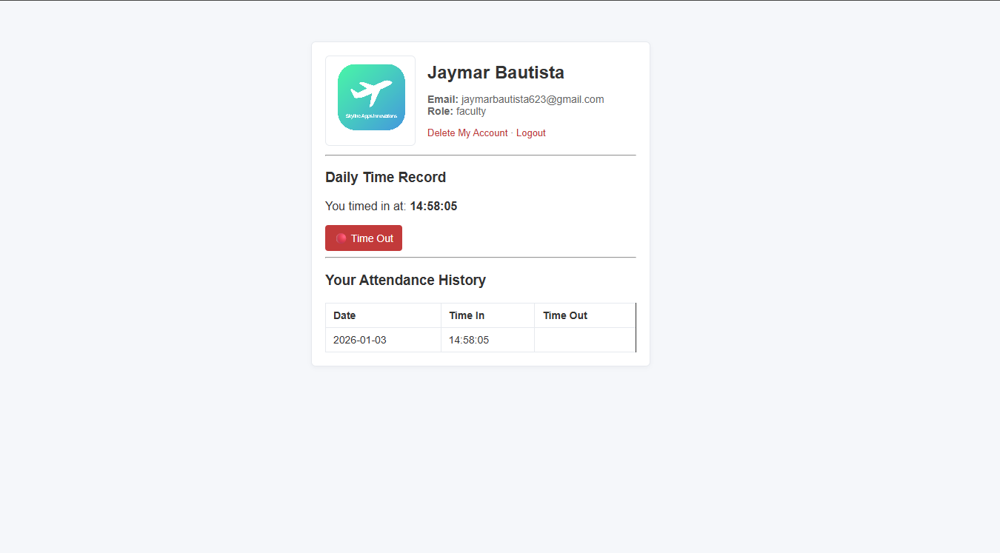 Skyline Apps Innovations
Jaymar Bautista
Email: jaymarbautista623@gmail.com
Role: faculty
Delete My Account · Logout
Daily Time Record
You timed in at: 14:58:05
Time Out
Your Attendance History
Date Time In Time Out
2026-01-03 14:58:05